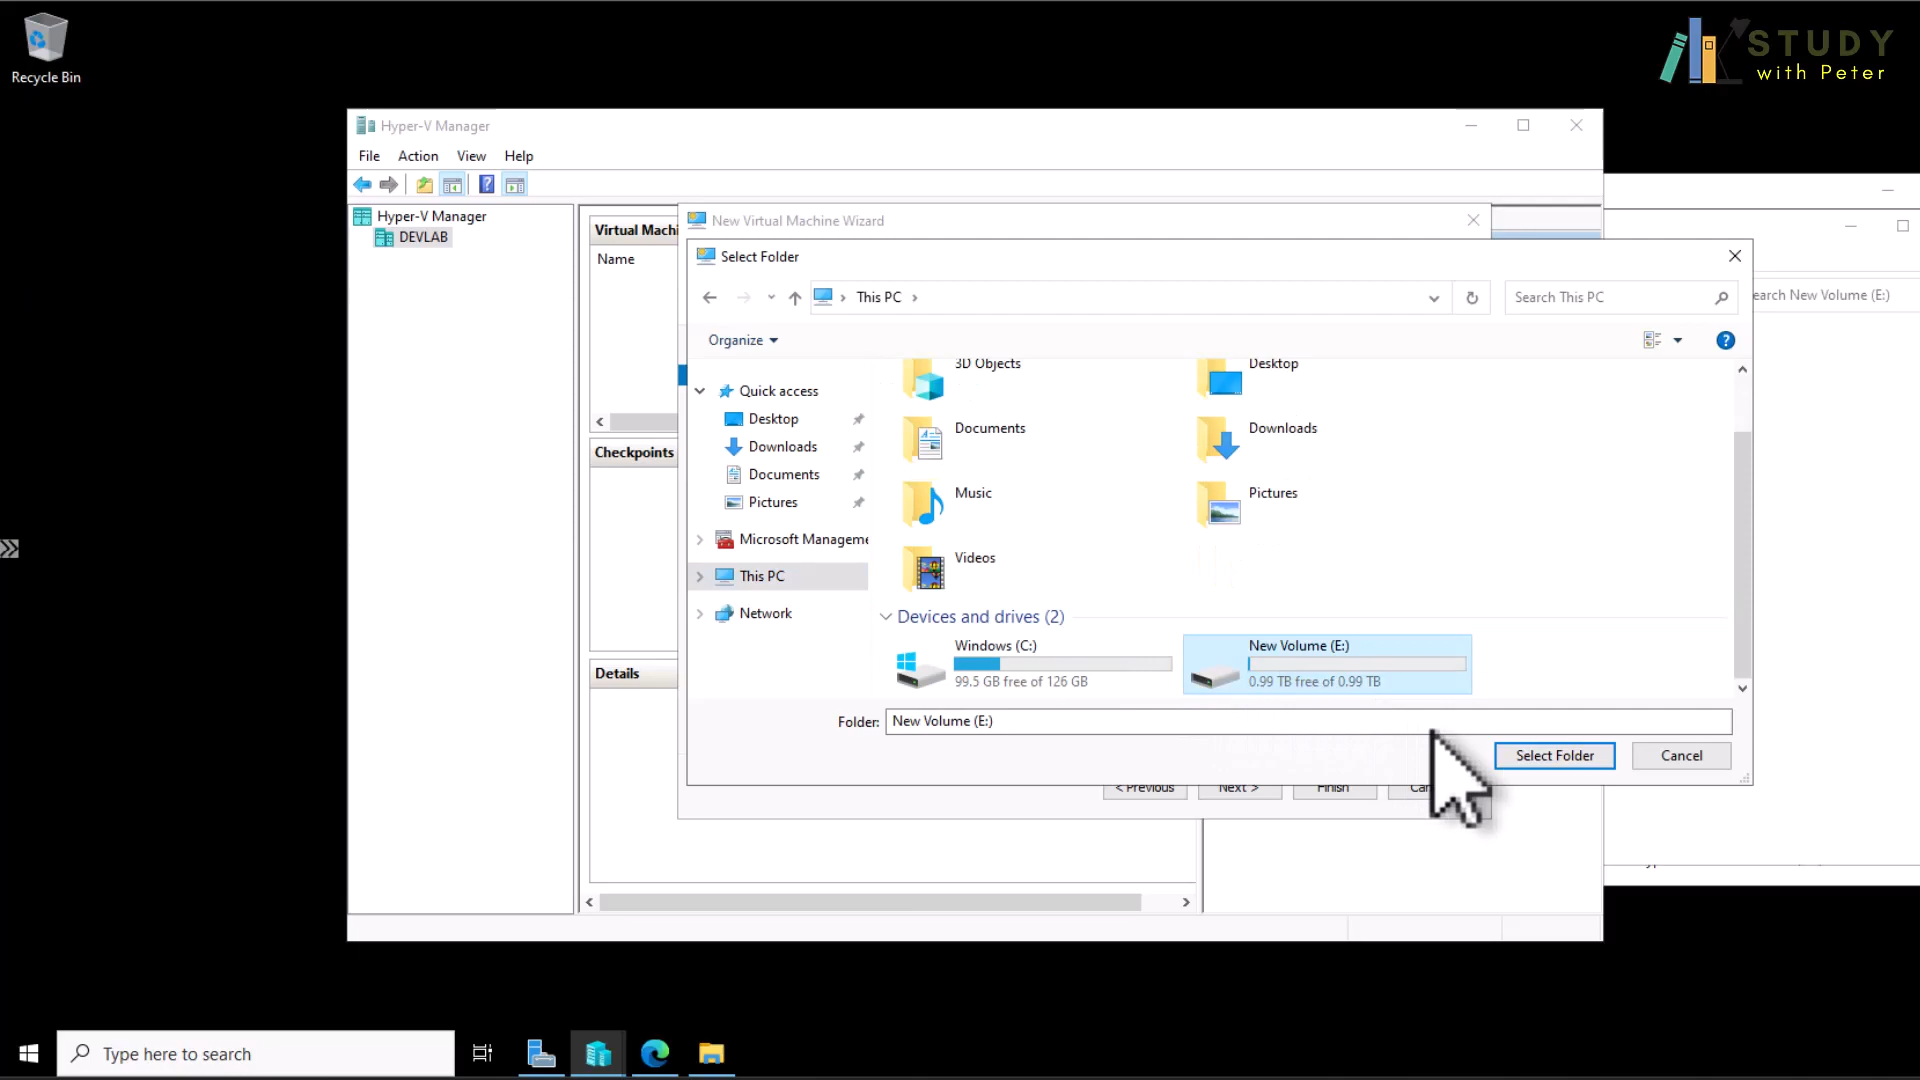 Recycle Bin
STUDY
with Peter
Hyper-V Manager
File Action View Help
Hyper-V Manager
DEVLAB
Virtual Machi
Name
Checkpoints
Details
New Virtual Machine Wizard
Select Folder
This PC
Search This PC
earch New Volume (E:)
Organize
Quick access
Desktop
Downloads
Documents
Pictures
Microsoft Manageme
This PC
Network
3D Objects
Desktop
Documents
Downloads
Music
Pictures
Videos
Devices and drives (2)
Windows (C:)
99.5 GB free of 126 GB
New Volume (E:)
0.99 TB free of 0.99 TB
Folder: New Volume (E:)
Select Folder
Cancel
< Previous
Next >
Finish
Can
Type here to search